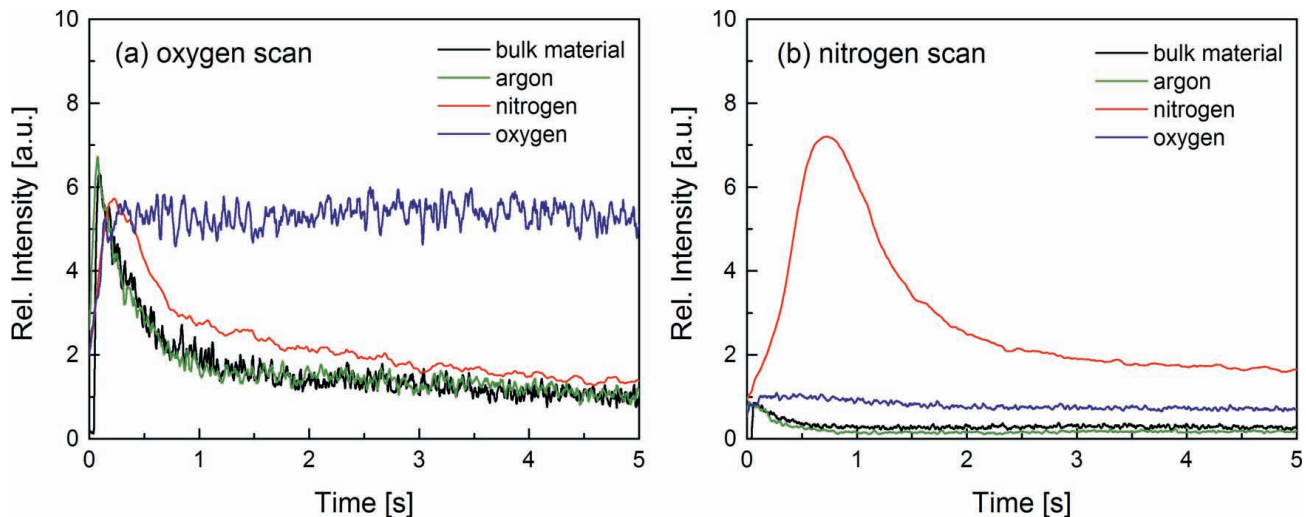 (a) oxygen scan
bulk material
argon
nitrogen
oxygen
Rel. Intensity [a.u.]
10
8
6
4
2
0
0 1 2 3 4 5
Time [s]
(b) nitrogen scan
bulk material
argon
nitrogen
oxygen
Rel. Intensity [a.u.]
10
8
6
4
2
0
0 1 2 3 4 5
Time [s]